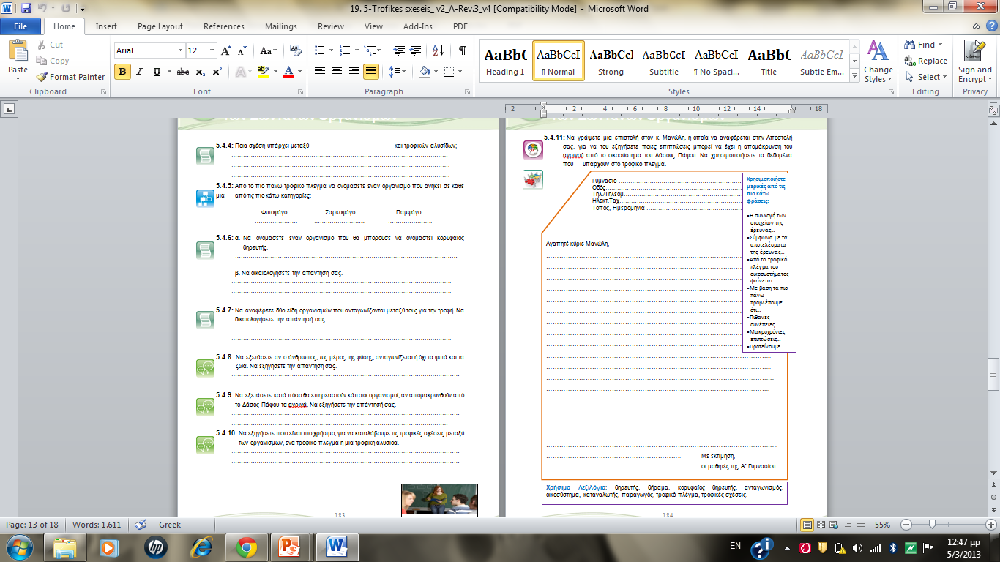 19. 5-Trofikes sxeseis_ v2_A-Rev.3_v4 [Compatibility Mode] - Microsoft Word
File Home Insert Page Layout References Mailings Review View Add-Ins PDF
Paste
Cut
Copy
Format Painter
Clipboard
Arial 12
Font
Paragraph
AaBbC AaBbCcI AaBbCcI AaBbCcI AaBbCcI AaBbC AaBbCcI
Heading 1 ¶ Normal Strong Subtitle ¶ No Spaci... Title Subtle Em...
Change Styles
Styles
Find
Replace
Select
Editing
Sign and Encrypt
Privacy
2 2 4 6 8 10 12 14 18
5.4.4: Ποια σχέση υπάρχει μεταξύ _ _ _ _ _ _ _ _ _ _ _ _ _ _ _ _ και τροφικών αλυσίδων;
5.4.5: Από το πιο πάνω τροφικό πλέγμα να ονομάσετε έναν οργανισμό που ανήκει σε κάθε
μια από τις πιο κάτω κατηγορίες:
Φυτοφάγο Σαρκοφάγο Παμφάγο
5.4.6: α. Να ονομάσετε έναν οργανισμό που θα μπορούσε να ονομαστεί κορυφαίος
θηρευτής.
β. Να δικαιολογήσετε την απάντησή σας.
5.4.7: Να αναφέρετε δύο είδη οργανισμών που ανταγωνίζονται μεταξύ τους για την τροφή. Να
δικαιολογήσετε την απάντησή σας.
5.4.8: Να εξετάσετε αν ο άνθρωπος, ως μέρος της φύσης, ανταγωνίζεται ή όχι τα φυτά και τα
ζώα. Να εξηγήσετε την απάντησή σας.
5.4.9: Να εξετάσετε κατά πόσο θα επηρεαστούν κάποιοι οργανισμοί, αν απομακρυνθούν από
το Δάσος Πάφου τα αγρινά. Να εξηγήσετε την απάντησή σας.
5.4.10: Να εξηγήσετε ποιο είναι πιο χρήσιμο, για να καταλάβουμε τις τροφικές σχέσεις μεταξύ
των οργανισμών, ένα τροφικό πλέγμα ή μια τροφική αλυσίδα.
183
5.4.11: Να γράψετε μια επιστολή στον κ. Μανώλη, η οποία να αναφέρεται στην Αποστολή
σας, για να του εξηγήσετε ποιες επιπτώσεις μπορεί να έχει η απομάκρυνση του
αγρινού από το οικοσύστημα του Δάσους Πάφου. Να χρησιμοποιήσετε τα δεδομένα
που υπάρχουν στο τροφικό πλέγμα.
Γυμνάσιο
Οδός
Τηλ./Τηλεομ
Ηλεκτ.Ταχ
Τόπος, Ημερομηνία
Αγαπητέ κύριε Μανώλη,
Χρησιμοποιήστε
μερικές από τις
πιο κάτω
φράσεις:
•Η συλλογή των
στοιχείων της
έρευνας...
•Σύμφωνα με τα
αποτελέσματα
της έρευνας...
•Από το τροφικό
πλέγμα του
οικοσυστήματος
φαίνεται...
•Με βάση τα πιο
πάνω
προβλέπουμε
ότι...
•Πιθανές
συνέπειες...
•Μακροχρόνιες
επιπτώσεις...
•Προτείνουμε...
Με εκτίμηση,
οι μαθητές της Α΄ Γυμνασίου
Χρήσιμο Λεξιλόγιο: θηρευτής, θήραμα, κορυφαίος θηρευτής, ανταγωνισμός,
οικοσύστημα, καταναλωτής, παραγωγός, τροφικό πλέγμα, τροφικές σχέσεις.
184
Page: 13 of 18 Words: 1.611 Greek 55%
EN 12:47 μμ
5/3/2013